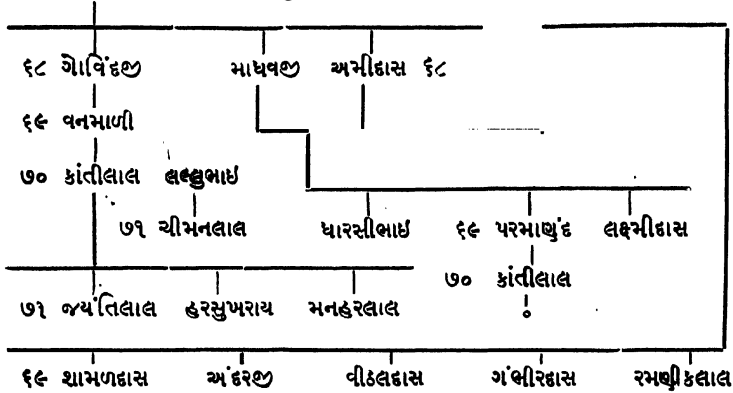 ૬૮ ગોવિંદજી માધવજી અમીદાસ ૬૮
૬૯ વનમાળી
૭૦ કાંતીલાલ લલ્લુભાઇ
૭૧ ચીમનલાલ ધારસીભાઇ ૬૯ પરમાણુંદ લક્ષ્મીદાસ
૭૦ કાંતીલાલ
૭૧ જયંતિલાલ હરસુખરાય મનહરલાલ
૬૯ શામળદાસ અંદરજી વીઠલદાસ ગંભીરદાસ રમણીકલાલ